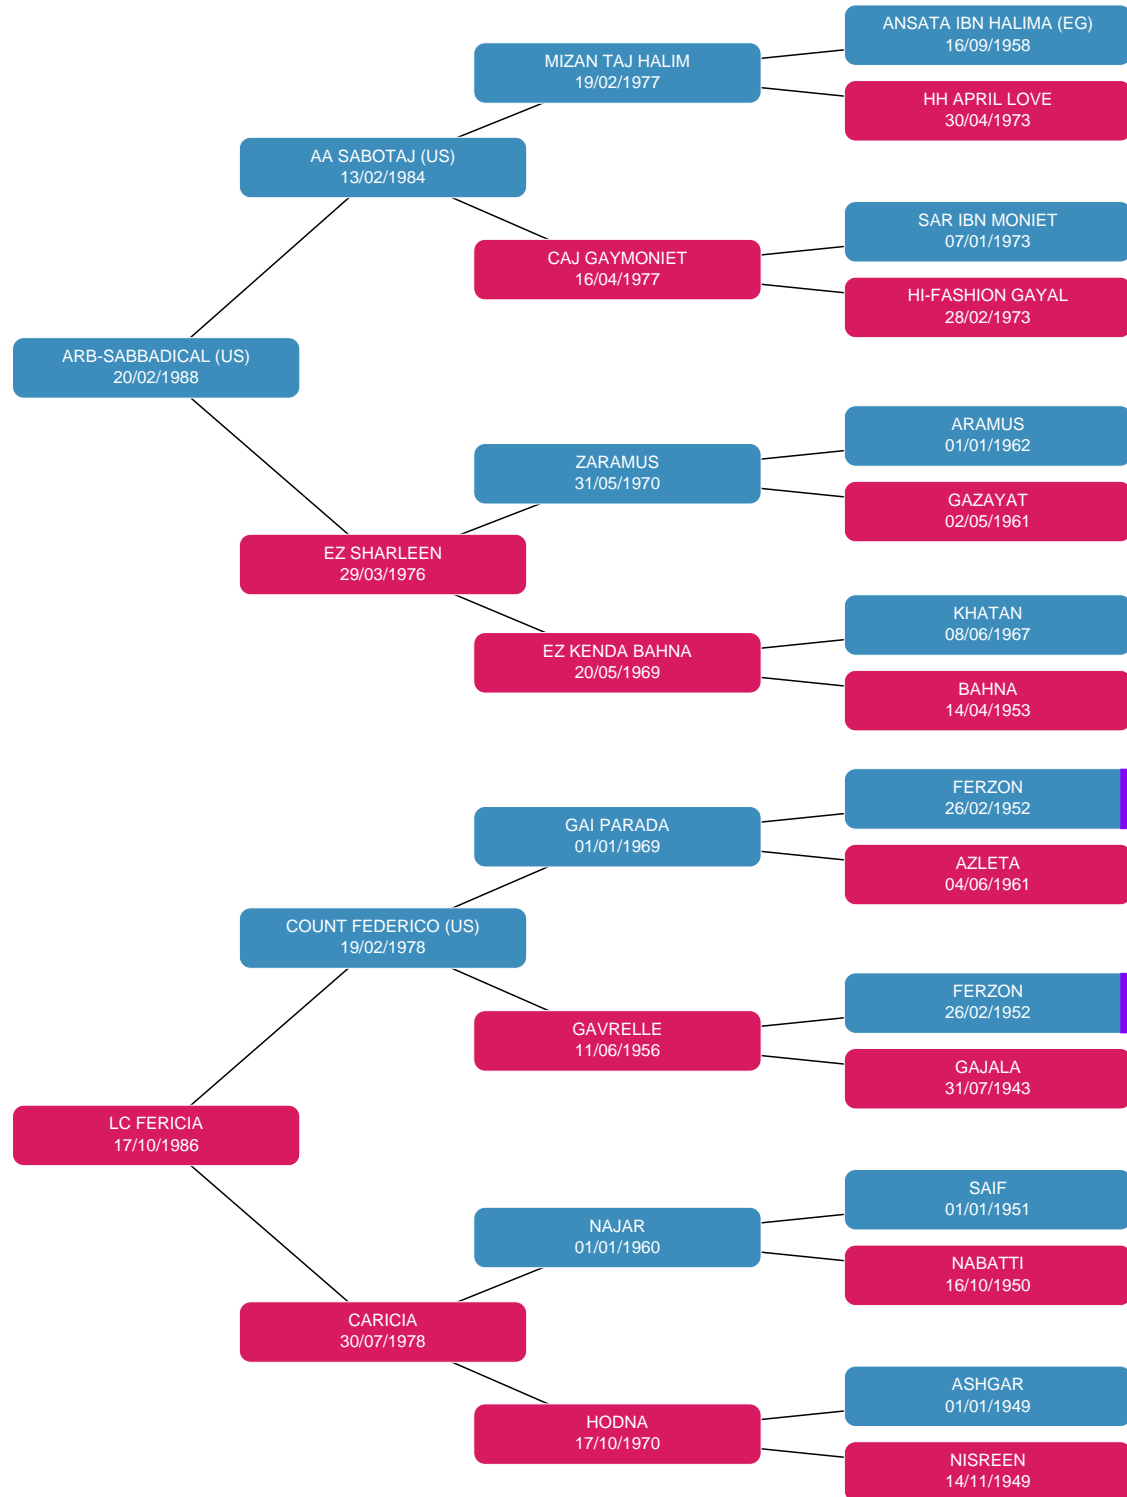 ANSATA IBN HALIMA (EG)
16/09/1958
MIZAN TAJ HALIM
19/02/1977
HH APRIL LOVE
30/04/1973
AA SABOTAJ (US)
13/02/1984
SAR IBN MONIET
07/01/1973
CAJ GAYMONIET
16/04/1977
HI-FASHION GAYAL
28/02/1973
ARB-SABBADICAL (US)
20/02/1988
ARAMUS
01/01/1962
ZARAMUS
31/05/1970
GAZAYAT
02/05/1961
EZ SHARLEEN
29/03/1976
KHATAN
08/06/1967
EZ KENDA BAHNA
20/05/1969
BAHNA
14/04/1953
FERZON
26/02/1952
GAI PARADA
01/01/1969
AZLETA
04/06/1961
COUNT FEDERICO (US)
19/02/1978
FERZON
26/02/1952
GAVRELLE
11/06/1956
GAJALA
31/07/1943
LC FERICIA
17/10/1986
SAIF
01/01/1951
NAJAR
01/01/1960
NABATTI
16/10/1950
CARICIA
30/07/1978
ASHGAR
01/01/1949
HODNA
17/10/1970
NISREEN
14/11/1949